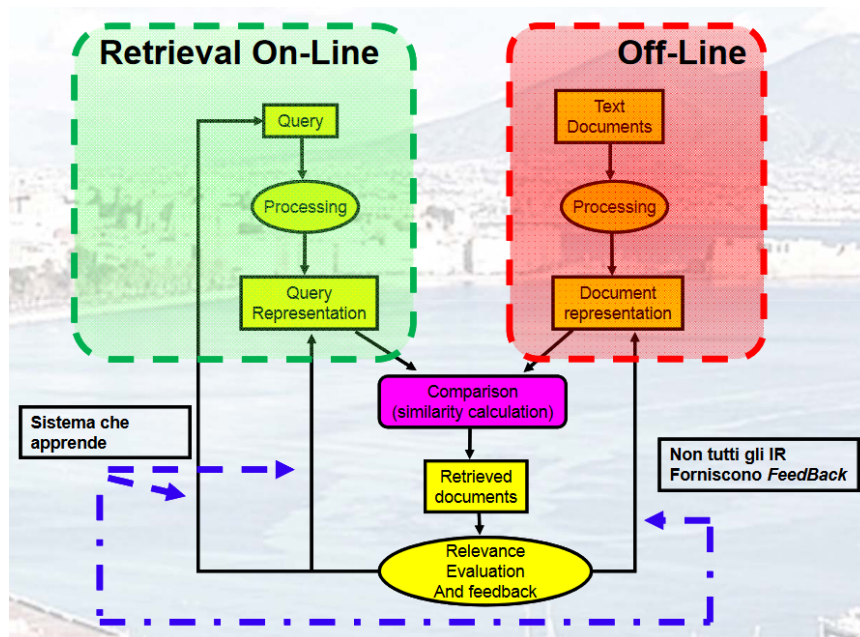 Retrieval On-Line
Off-Line
Query
Text
Documents
Processing
Processing
Query
Representation
Document
representation
Comparison
(similarity calculation)
Sistema che
apprende
Non tutti gli IR
Forniscono FeedBack
Retrieved
documents
Relevance
Evaluation
And feedback